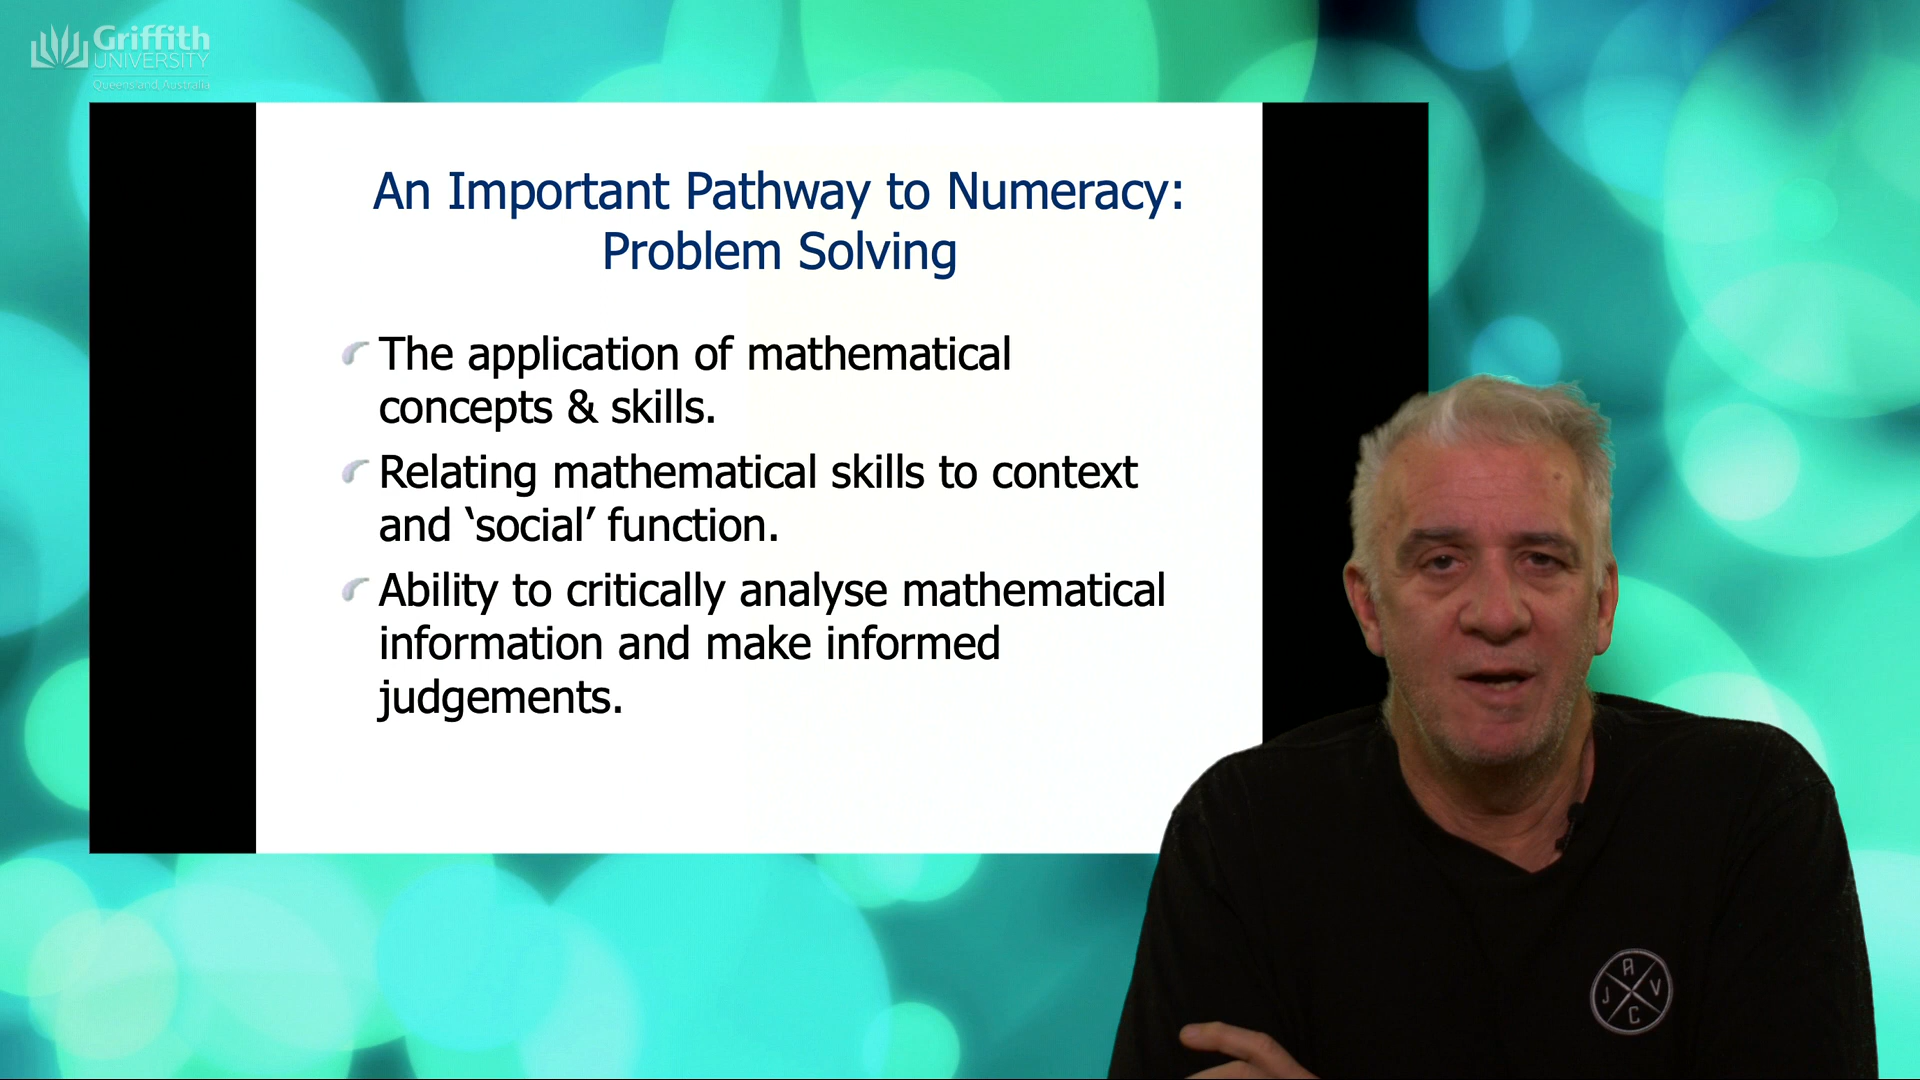 Griffith
UNIVERSITY
Queensland, Australia
An Important Pathway to Numeracy:
Problem Solving
The application of mathematical
concepts & skills.
Relating mathematical skills to context
and ‘social’ function.
Ability to critically analyse mathematical
information and make informed
judgements.
A
J V
C